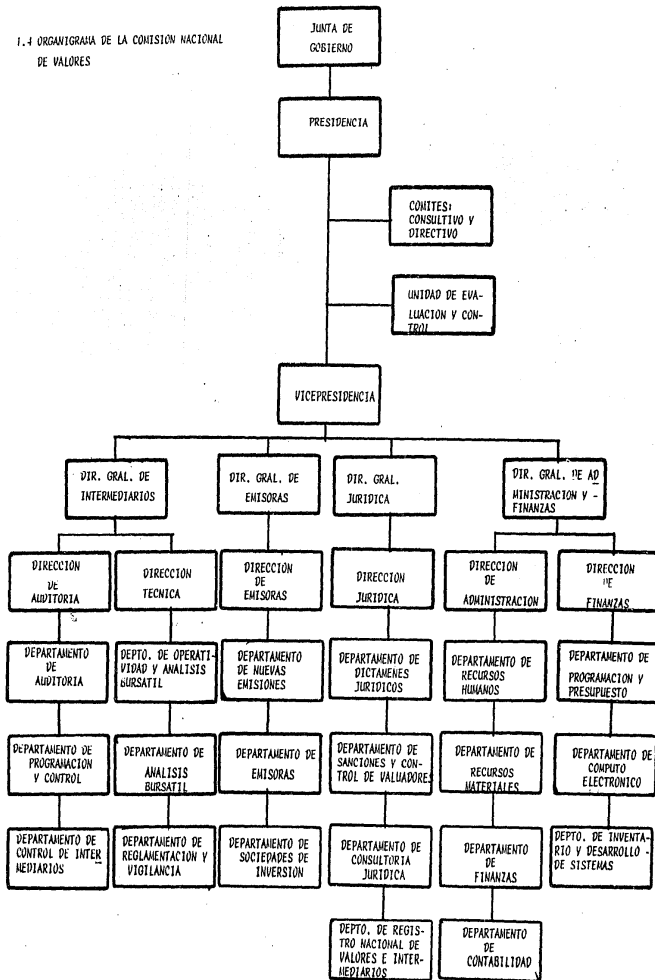 1.4 ORGANIGRAMA DE LA COMISION NACIONAL
DE VALORES
JUNTA DE
GOBIERNO
PRESIDENCIA
COMITES:
CONSULTIVO Y
DIRECTIVO
UNIDAD DE EVA-
LUACION Y CON-
TROL
VICEPRESIDENCIA
DIR. GRAL. DE
INTERMEDIARIOS
DIR. GRAL. DE
EMISORAS
DIR. GRAL.
JURIDICA
DIR. GRAL. DE AD
MINISTRACION Y -
FINANZAS
DIRECCION
DE
AUDITORIA
DIRECCION
TECNICA
DIRECCION
DE
EMISORAS
DIRECCION
JURIDICA
DIRECCION
DE
ADMINISTRACION
DIRECCION
DE
FINANZAS
DEPARTAMENTO
DE
AUDITORIA
DEPTO. DE OPERATI-
VIDAD Y ANALISIS
BURSATIL
DEPARTAMENTO
DE NUEVAS
EMISIONES
DEPARTAMENTO DE
DICTAMENES
JURIDICOS
DEPARTAMENTO DE
RECURSOS
HUMANOS
DEPARTAMENTO DE
PROGRAMACION Y
PRESUPUESTO
DEPARTAMENTO DE
PROGRAMACION
Y CONTROL
DEPARTAMENTO DE
ANALISIS
BURSATIL
DEPARTAMENTO DE
EMISORAS
DEPARTAMENTO DE
SANCIONES Y CON-
TROL DE VALUADORES
DEPARTAMENTO DE
RECURSOS
MATERIALES
DEPARTAMENTO DE
COMPUTO
ELECTRONICO
DEPARTAMENTO DE
CONTROL DE INTER
MEDIARIOS
DEPARTAMENTO DE
REGLAMENTACION Y
VIGILANCIA
DEPARTAMENTO DE
SOCIEDADES DE
INVERSION
DEPARTAMENTO DE
CONSULTORIA
JURIDICA
DEPARTAMENTO
DE
FINANZAS
DEPTO. DE INVENTA-
RIO Y DESARROLLO -
DE SISTEMAS
DEPTO. DE REGIS-
TRO NACIONAL DE
VALORES E INTER-
MEDIARIOS
DEPARTAMENTO
DE
CONTABILIDAD